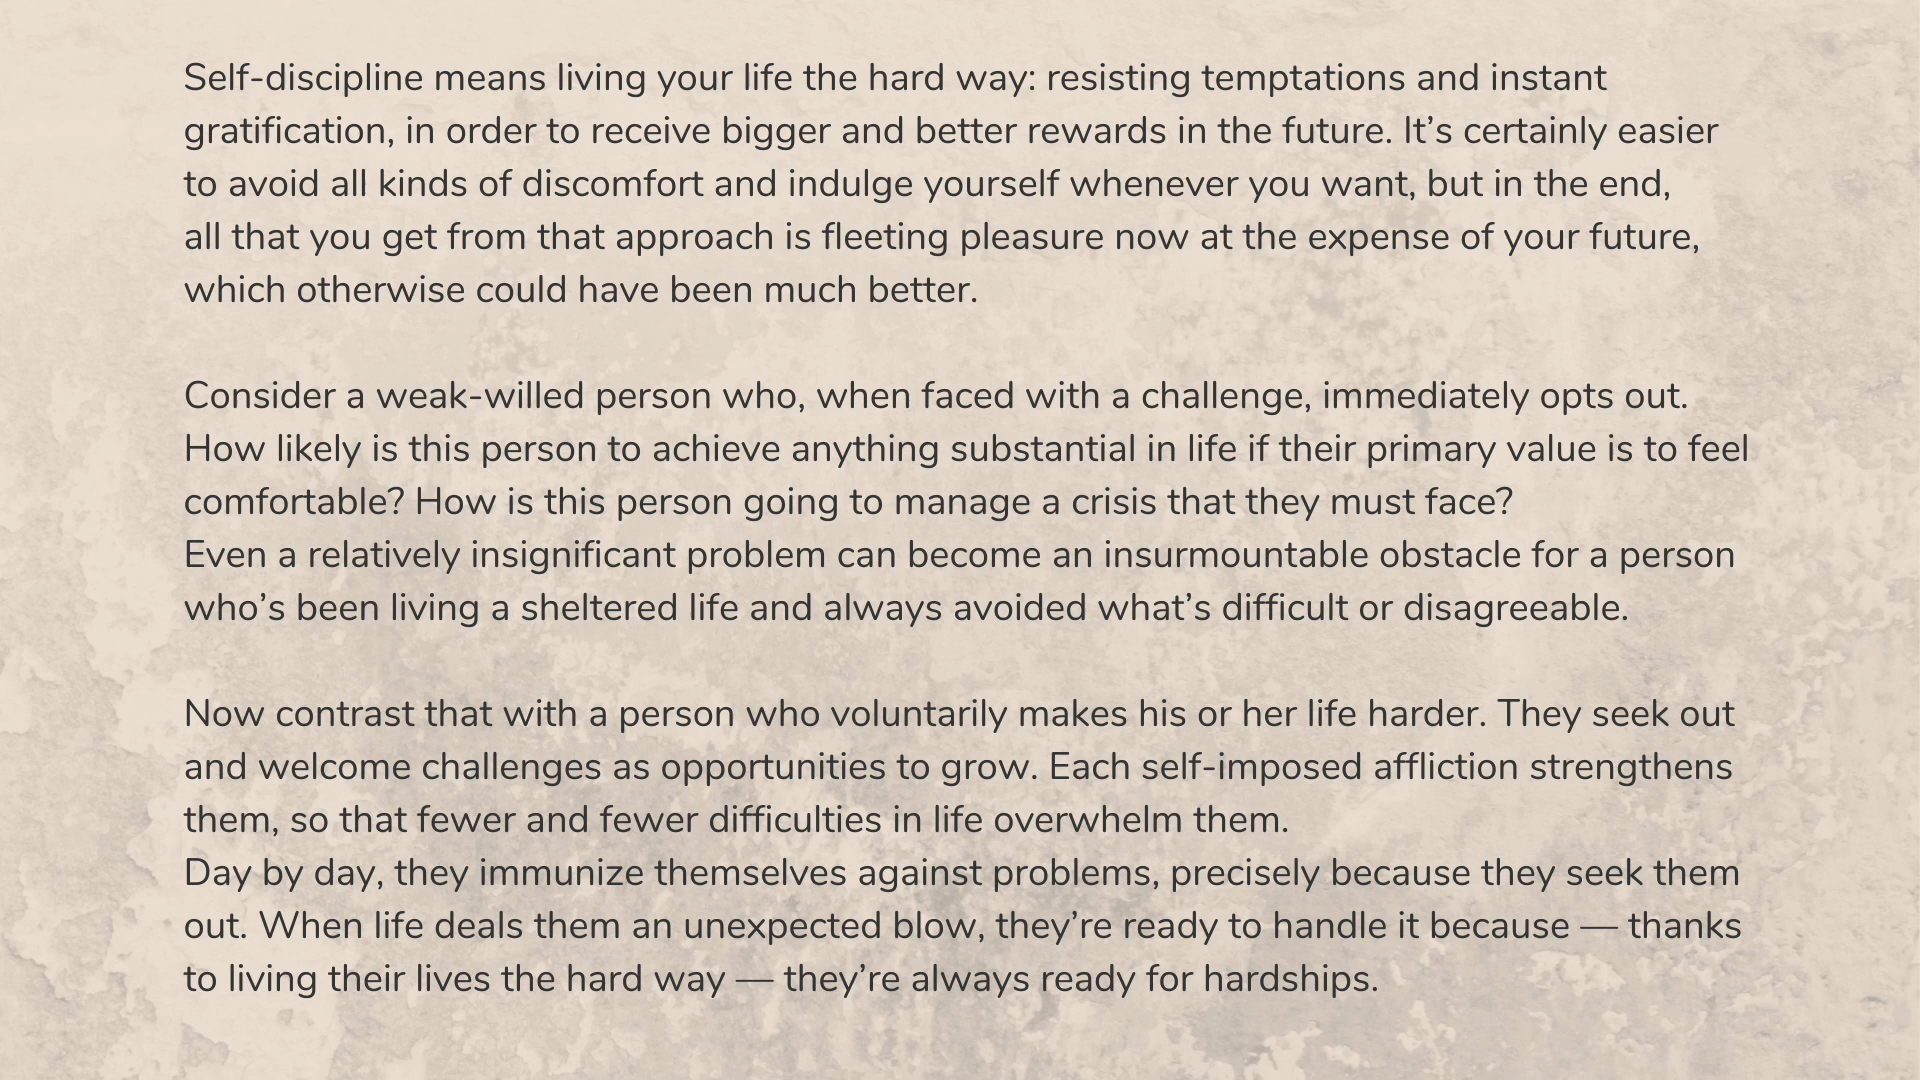 Self-discipline means living your life the hard way: resisting temptations and instant
gratification, in order to receive bigger and better rewards in the future. It’s certainly easier
to avoid all kinds of discomfort and indulge yourself whenever you want, but in the end,
all that you get from that approach is fleeting pleasure now at the expense of your future,
which otherwise could have been much better.
Consider a weak-willed person who, when faced with a challenge, immediately opts out.
How likely is this person to achieve anything substantial in life if their primary value is to feel
comfortable? How is this person going to manage a crisis that they must face?
Even a relatively insignificant problem can become an insurmountable obstacle for a person
who’s been living a sheltered life and always avoided what’s difficult or disagreeable.
Now contrast that with a person who voluntarily makes his or her life harder. They seek out
and welcome challenges as opportunities to grow. Each self-imposed affliction strengthens
them, so that fewer and fewer difficulties in life overwhelm them.
Day by day, they immunize themselves against problems, precisely because they seek them
out. When life deals them an unexpected blow, they’re ready to handle it because — thanks
to living their lives the hard way — they’re always ready for hardships.